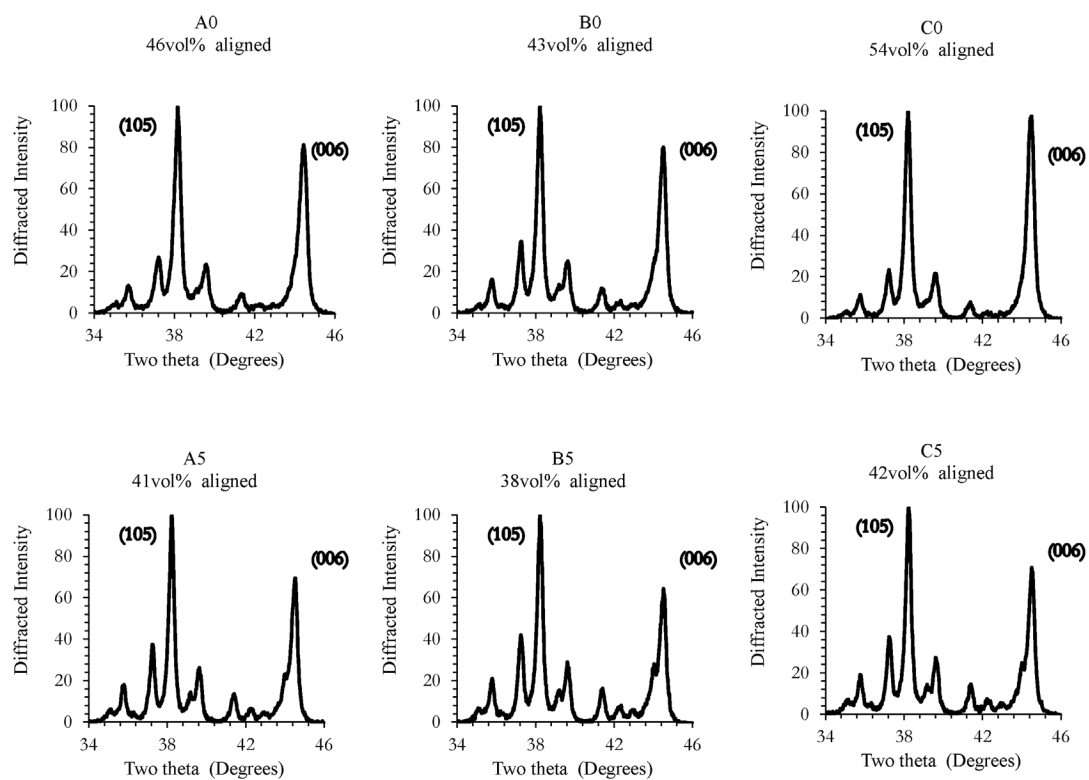 A0
46vol% aligned
Diffracted Intensity
100
80
60
40
20
0
(105)
(006)
34 38 42 46
Two theta (Degrees)
B0
43vol% aligned
Diffracted Intensity
100
80
60
40
20
0
(105)
(006)
34 38 42 46
Two theta (Degrees)
C0
54vol% aligned
Diffracted Intensity
100
80
60
40
20
0
(105)
(006)
34 38 42 46
Two theta (Degrees)
A5
41vol% aligned
Diffracted Intensity
100
80
60
40
20
0
(105)
(006)
34 38 42 46
Two theta (Degrees)
B5
38vol% aligned
Diffracted Intensity
100
80
60
40
20
0
(105)
(006)
34 38 42 46
Two theta (Degrees)
C5
42vol% aligned
Diffracted Intensity
100
80
60
40
20
0
(105)
(006)
34 38 42 46
Two theta (Degrees)